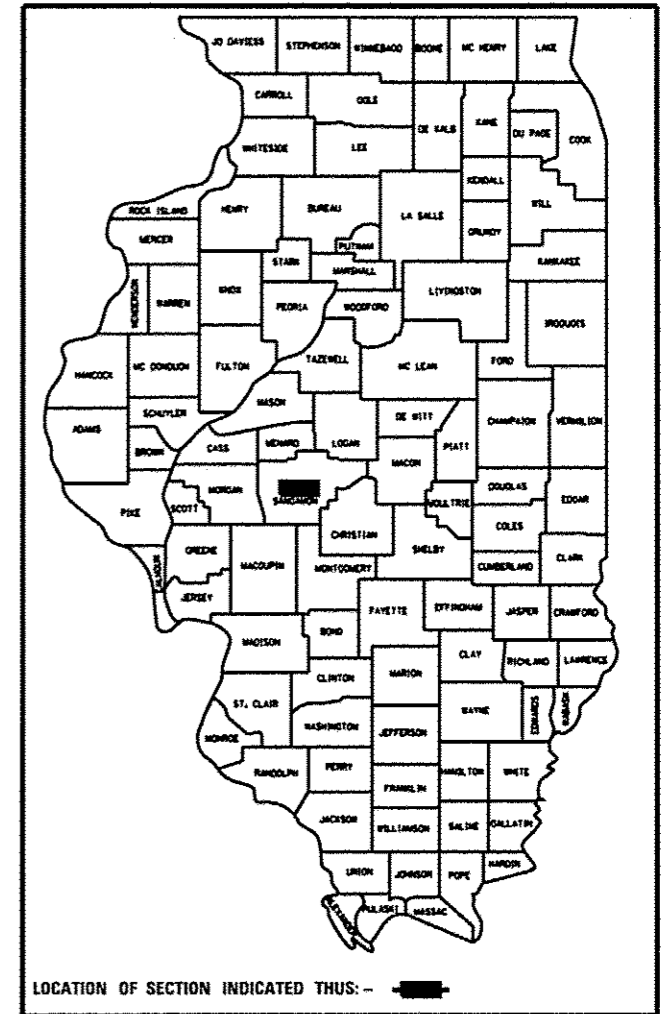 JO DAVIESS STEPHENSON WINNEBAGO BOONE MC HENRY LAKE
CARROLL OGLE DE KALB KANE DU PAGE COOK
WHITESIDE LEE
KENDALL WILL
ROCK ISLAND HENRY BUREAU LA SALLE GRUNDY
MERCER PUTNAM
STARK MARSHALL KANKAKEE
HENDERSON WARREN KNOX PEORIA WOODFORD LIVINGSTON IROQUOIS
HANCOCK MC DONOUGH FULTON TAZEWELL MC LEAN FORD
SCHUYLER MASON
ADAMS BROWN CASS MENARD LOGAN DE WITT PIATT CHAMPAIGN VERMILION
MACON
PIKE SCOTT MORGAN SANGAMON MOULTRIE DOUGLAS EDGAR
COLES
CHRISTIAN
SHELBY
GREENE MACOUPIN MONTGOMERY CUMBERLAND CLARK
CALHOUN JERSEY FAYETTE EFFINGHAM JASPER CRAWFORD
BOND
MADISON CLAY RICHLAND LAWRENCE
CLINTON MARION
ST. CLAIR WAYNE EDWARDS WABASH
WASHINGTON JEFFERSON
MONROE
RANDOLPH PERRY HAMILTON WHITE
FRANKLIN
JACKSON WILLIAMSON SALINE GALLATIN
UNION JOHNSON POPE HARDIN
ALEXANDER PULASKI MASSAC
LOCATION OF SECTION INDICATED THUS: -